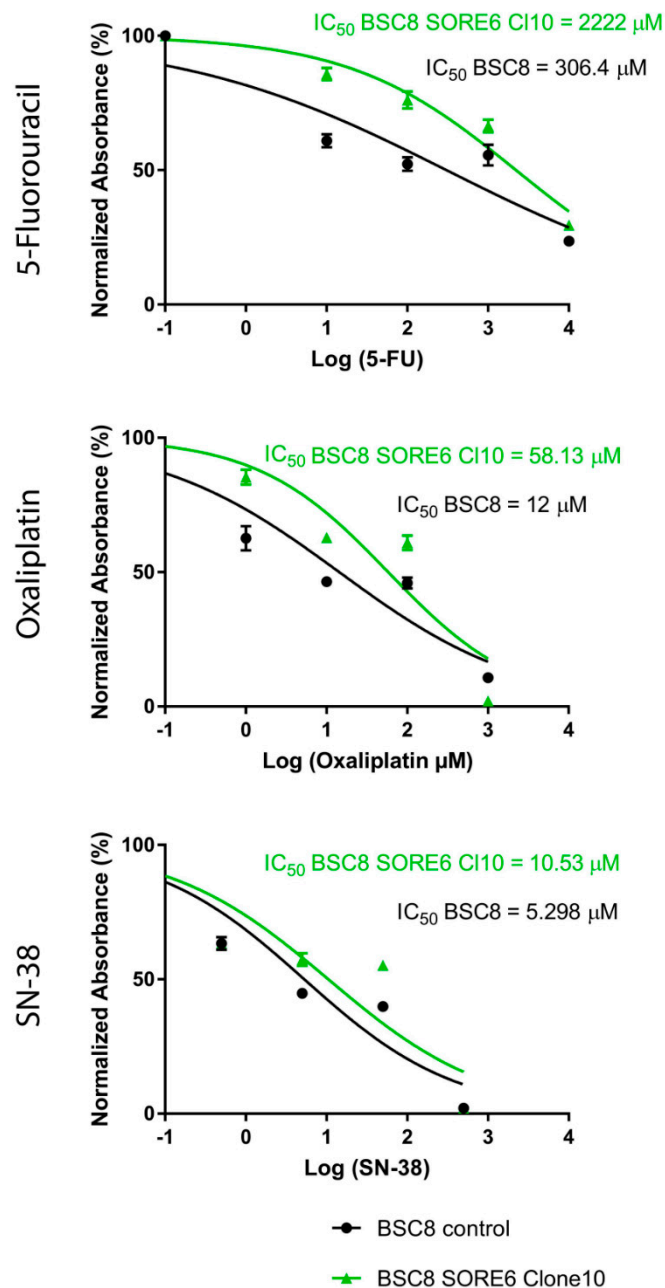 5-Fluorouracil
Normalized Absorbance (%)
IC50 BSC8 SORE6 Cl10 = 2222 µM
IC50 BSC8 = 306.4 µM
100
50
0
-1 0 1 2 3 4
Log (5-FU)
Oxaliplatin
Normalized Absorbance (%)
IC50 BSC8 SORE6 Cl10 = 58.13 µM
IC50 BSC8 = 12 µM
100
50
0
-1 0 1 2 3 4
Log (Oxaliplatin µM)
SN-38
Normalized Absorbance (%)
IC50 BSC8 SORE6 Cl10 = 10.53 µM
IC50 BSC8 = 5.298 µM
100
50
0
-1 0 1 2 3 4
Log (SN-38)
BSC8 control
BSC8 SORE6 Clone10